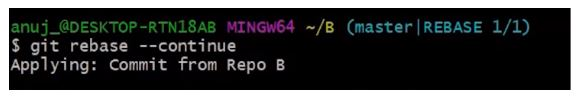 anuj_@DESKTOP-RTN18AB MINGW64 ~/B (master|REBASE 1/1)
$ git rebase --continue
Applying: Commit from Repo B